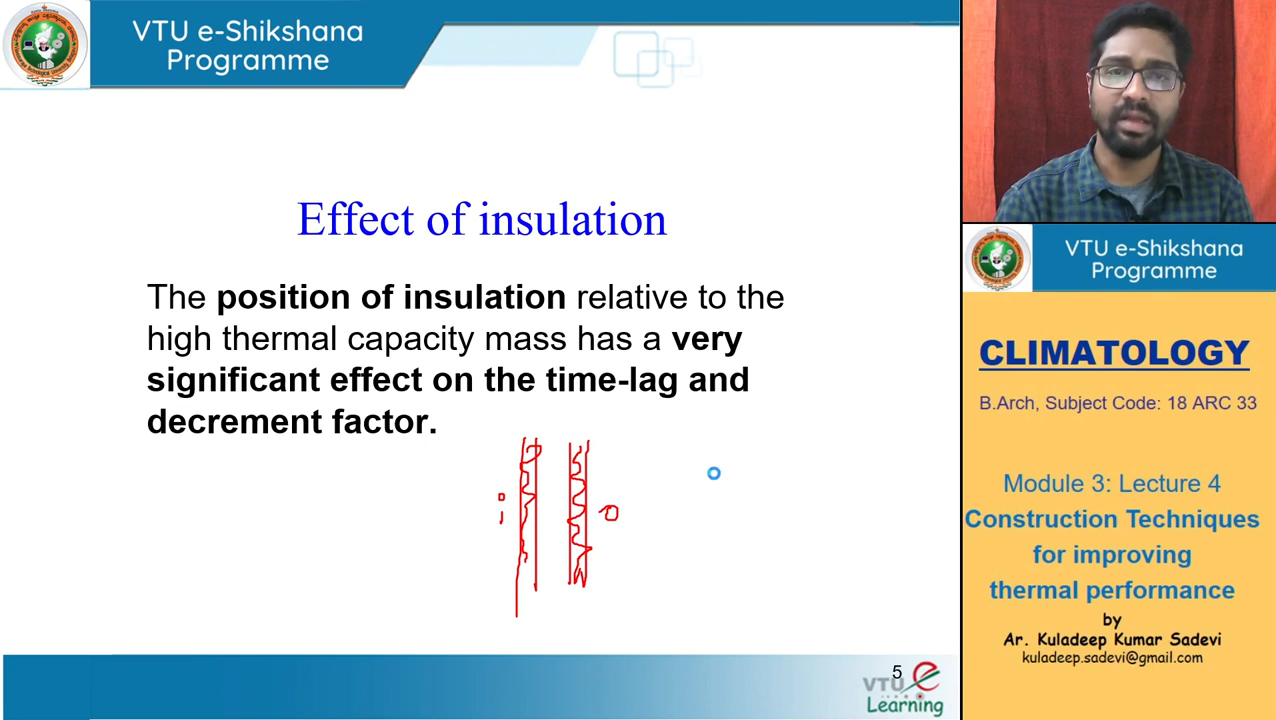 VTU e-Shikshana
Programme
Effect of insulation
The position of insulation relative to the
high thermal capacity mass has a very
significant effect on the time-lag and
decrement factor.
i
o
5
VTU e
Learning
VTU e-Shikshana
Programme
CLIMATOLOGY
B.Arch, Subject Code: 18 ARC 33
Module 3: Lecture 4
Construction Techniques
for improving
thermal performance
by
Ar. Kuladeep Kumar Sadevi
kuladeep.sadevi@gmail.com